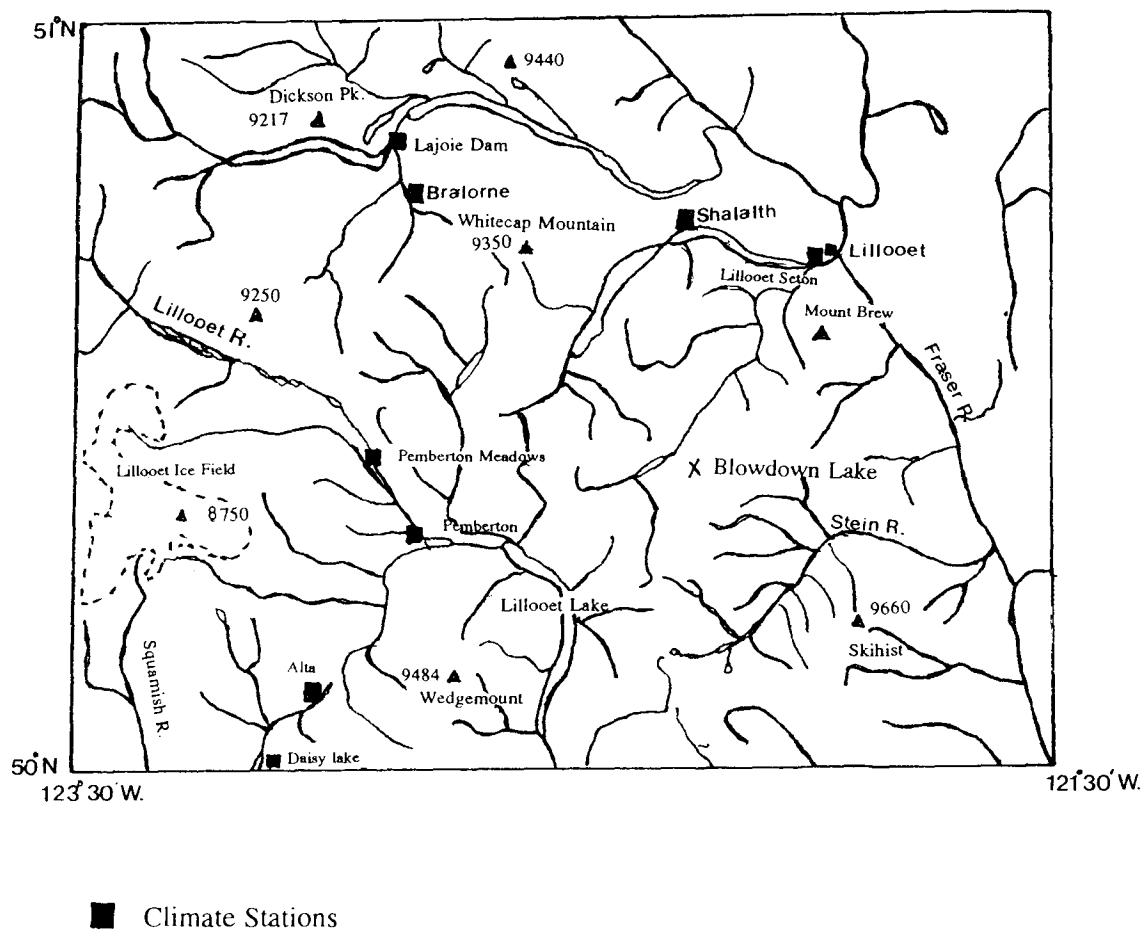 51°N
9440
Dickson Pk.
9217
Lajoie Dam
Bralorne
Whitecap Mountain
9350
Shalalth
Lillooet
Lillooet Seton
Mount Brew
9250
Lillooet R.
Fraser R.
Pemberton Meadows
Lillooet Ice Field
8750
X Blowdown Lake
Pemberton
Stein R.
Lillooet Lake
9660
Skihist
Squamish R.
Alta
9484
Wedgemount
Daisy lake
50°N
123°30'W.
121°30'W.
Climate Stations